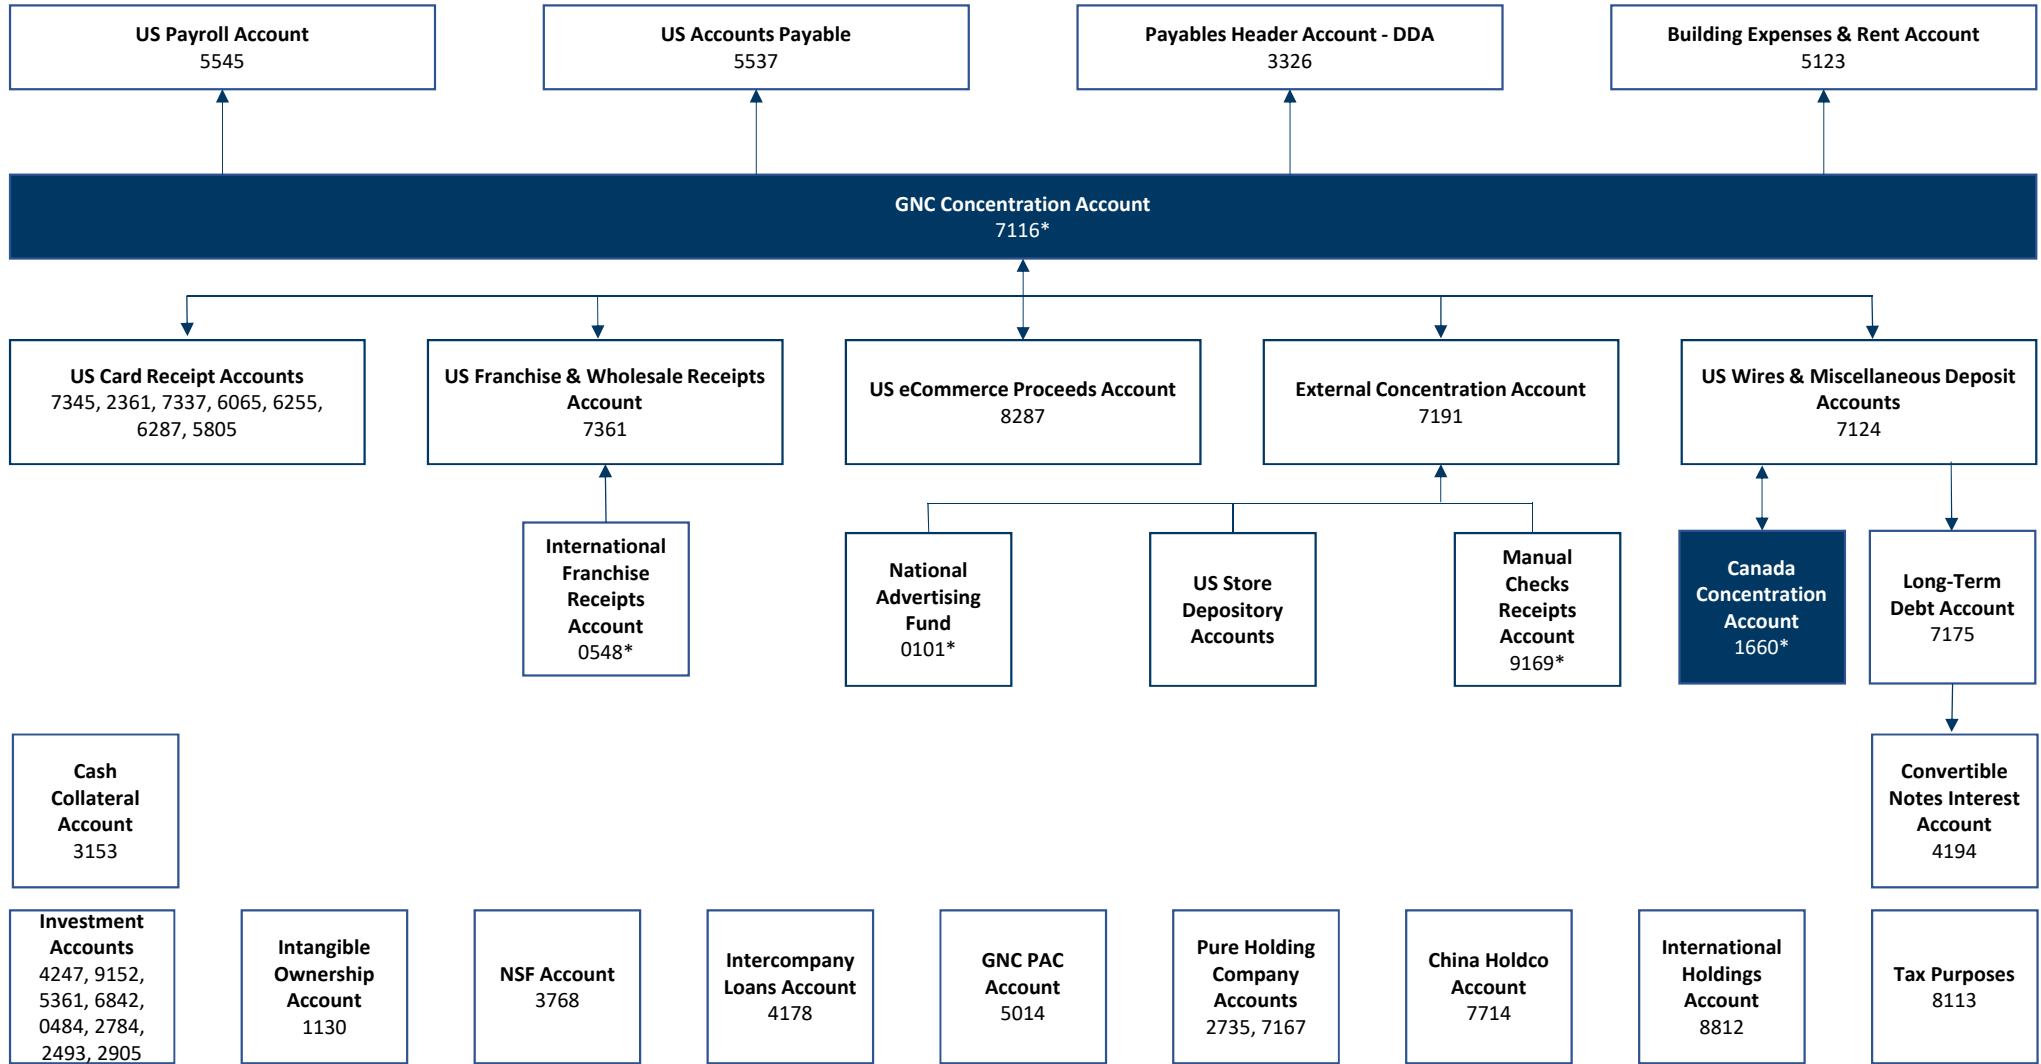 US Payroll Account
5545
US Accounts Payable
5537
Payables Header Account - DDA
3326
Building Expenses & Rent Account
5123
GNC Concentration Account
7116*
US Card Receipt Accounts
7345, 2361, 7337, 6065, 6255,
6287, 5805
US Franchise & Wholesale Receipts
Account
7361
US eCommerce Proceeds Account
8287
External Concentration Account
7191
US Wires & Miscellaneous Deposit
Accounts
7124
International
Franchise
Receipts
Account
0548*
National
Advertising
Fund
0101*
US Store
Depository
Accounts
Manual
Checks
Receipts
Account
9169*
Canada
Concentration
Account
1660*
Long-Term
Debt Account
7175
Cash
Collateral
Account
3153
Convertible
Notes Interest
Account
4194
Investment
Accounts
4247, 9152,
5361, 6842,
0484, 2784,
2493, 2905
Intangible
Ownership
Account
1130
NSF Account
3768
Intercompany
Loans Account
4178
GNC PAC
Account
5014
Pure Holding
Company
Accounts
2735, 7167
China Holdco
Account
7714
International
Holdings
Account
8812
Tax Purposes
8113